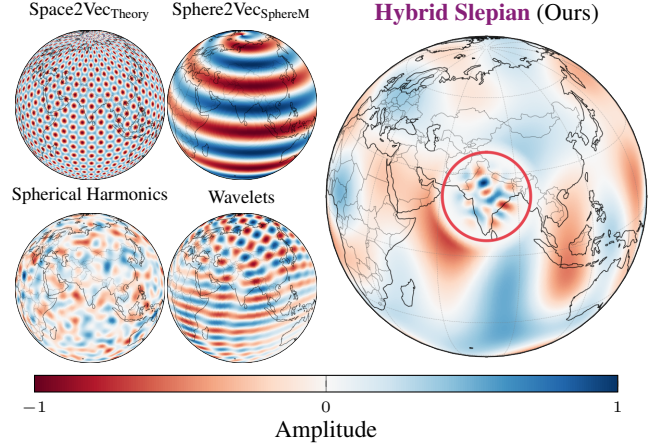 Space2Vec_Theory
Sphere2Vec_SphereM
Hybrid Slepian (Ours)
Spherical Harmonics
Wavelets
−1
0
1
Amplitude